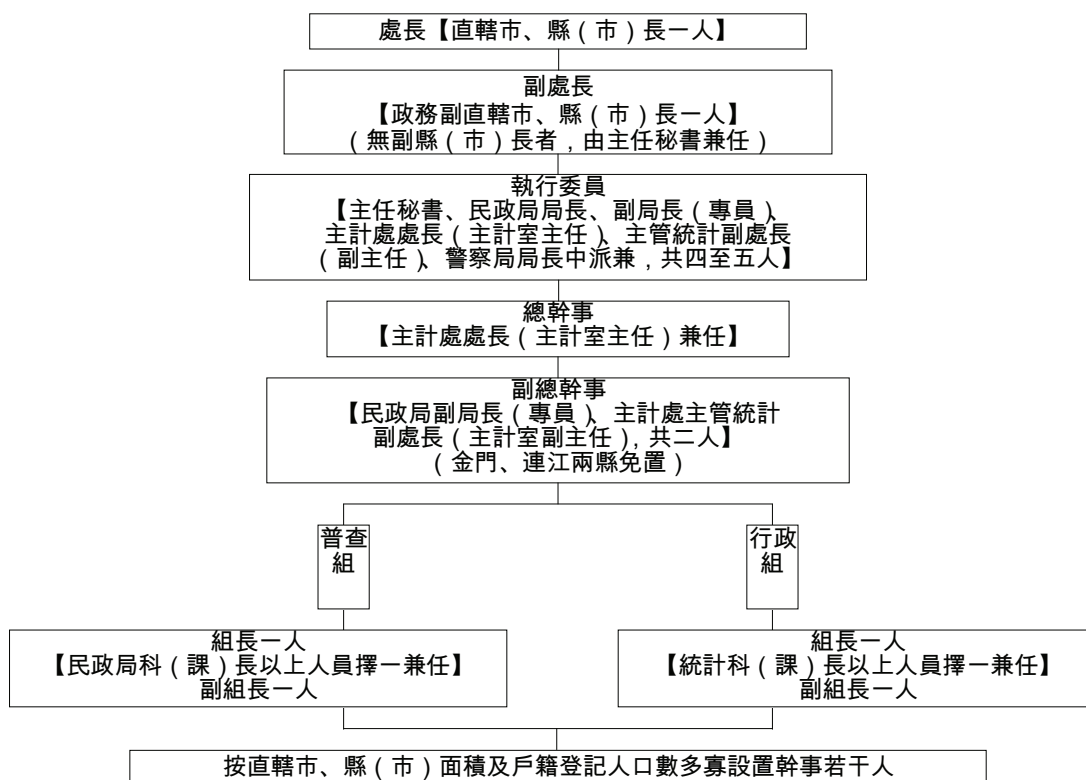 處長【直轄市、縣（市）長一人】
副處長
【政務副直轄市、縣（市）長一人】
（無副縣（市）長者，由主任秘書兼任）
執行委員
【主任秘書、民政局局長、副局長（專員）、
主計處處長（主計室主任）、主管統計副處長
（副主任）、警察局局長中派兼，共四至五人】
總幹事
【主計處處長（主計室主任）兼任】
副總幹事
【民政局副局長（專員）、主計処主管統計
副處長（主計室副主任），共二人】
（金門、連江兩縣免置）
普查
組
行政
組
組長一人
【民政局科（課）長以上人員擇一兼任】
副組長一人
組長一人
【統計科（課）長以上人員擇一兼任】
副組長一人
按直轄市、縣（市）面積及戶籍登記人口數多寡設置幹事若干人